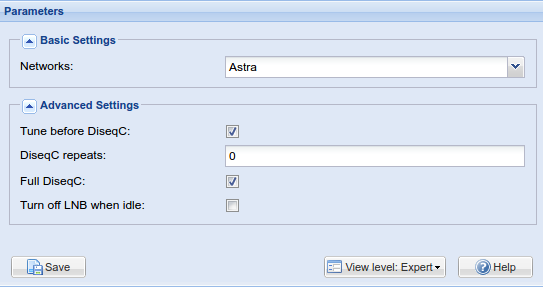 Parameters
Basic Settings
Networks: Astra
Advanced Settings
Tune before DiseqC:
DiseqC repeats: 0
Full DiseqC:
Turn off LNB when idle:
Save View level: Expert Help